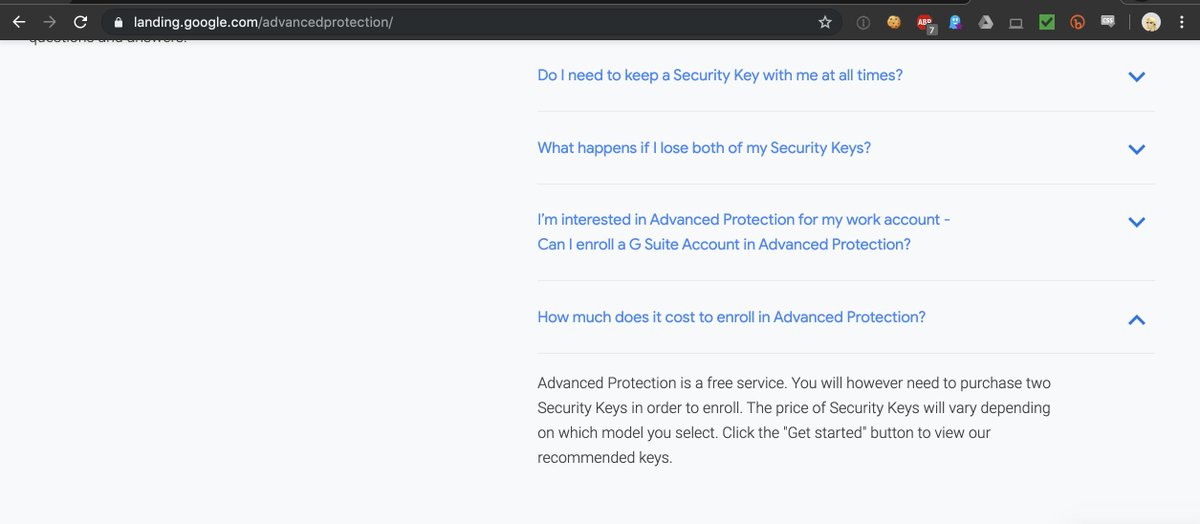 landing.google.com/advancedprotection/
ABP
7
CSS
questions and answers.
Do I need to keep a Security Key with me at all times?
What happens if I lose both of my Security Keys?
I’m interested in Advanced Protection for my work account -
Can I enroll a G Suite Account in Advanced Protection?
How much does it cost to enroll in Advanced Protection?
Advanced Protection is a free service. You will however need to purchase two
Security Keys in order to enroll. The price of Security Keys will vary depending
on which model you select. Click the "Get started" button to view our
recommended keys.